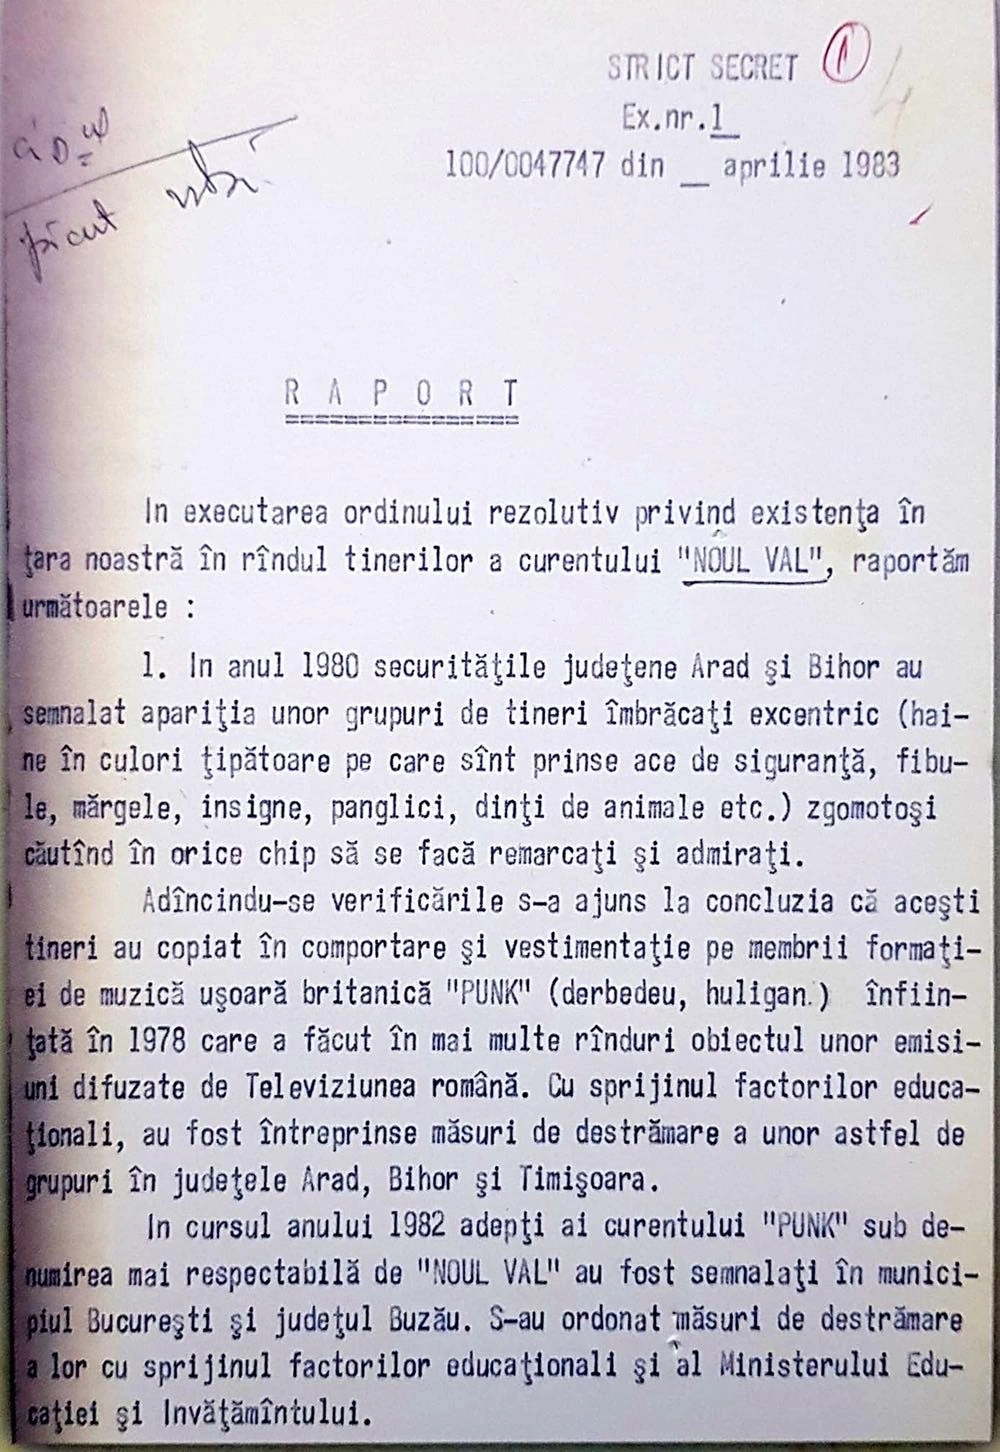 STRICT SECRET
1
Ex.nr.1
100/0047747 din _ aprilie 1983
făcut
R A P O R T
In executarea ordinului rezolutiv privind existenţa în
ţara noastră în rîndul tinerilor a curentului "NOUL VAL", raportăm
următoarele :
1. In anul 1980 securităţile judeţene Arad şi Bihor au
semnalat apariţia unor grupuri de tineri îmbrăcaţi excentric (hai-
ne în culori ţipătoare pe care sînt prinse ace de siguranţă, fibu-
le, mărgele, insigne, panglici, dinţi de animale etc.) zgomotoşi
căutînd în orice chip să se facă remarcaţi şi admiraţi.
Adîncindu-se verificările s-a ajuns la concluzia că aceşti
tineri au copiat în comportare şi vestimentaţie pe membrii formaţi-
ei de muzică uşoară britanică "PUNK" (derbedeu, huligan.) înfiin-
ţată în 1978 care a făcut în mai multe rînduri obiectul unor emisi-
uni difuzate de Televiziunea română. Cu sprijinul factorilor educa-
ţionali, au fost întreprinse măsuri de destrămare a unor astfel de
grupuri în judeţele Arad, Bihor şi Timişoara.
In cursul anului 1982 adepţi ai curentului "PUNK" sub de-
numirea mai respectabilă de "NOUL VAL" au fost semnalaţi în munici-
piul Bucureşti şi judeţul Buzău. S-au ordonat măsuri de destrămare
a lor cu sprijinul factorilor educaţionali şi al Ministerului Edu-
caţiei şi Invăţămîntului.